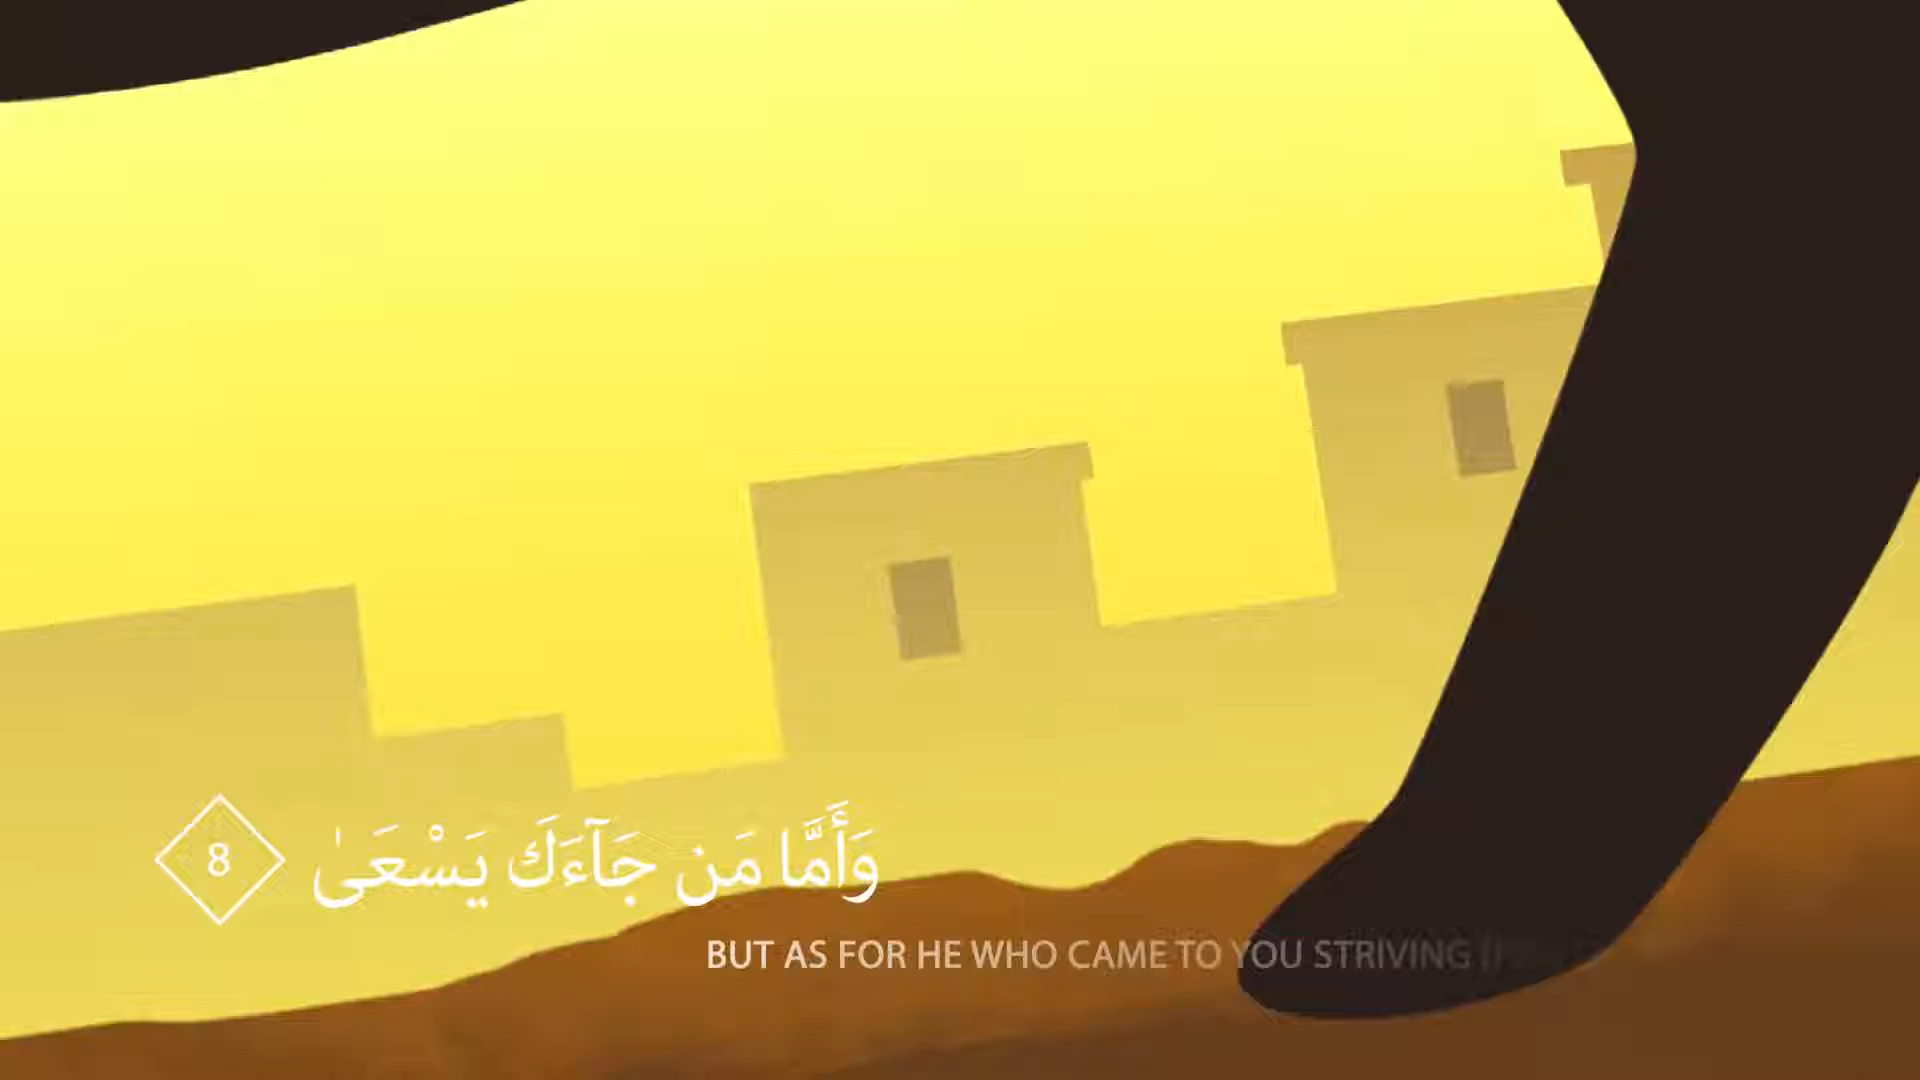 8 وَأَمَّا مَن جَآءَكَ يَسْعَىٰ
BUT AS FOR HE WHO CAME TO YOU STRIVING